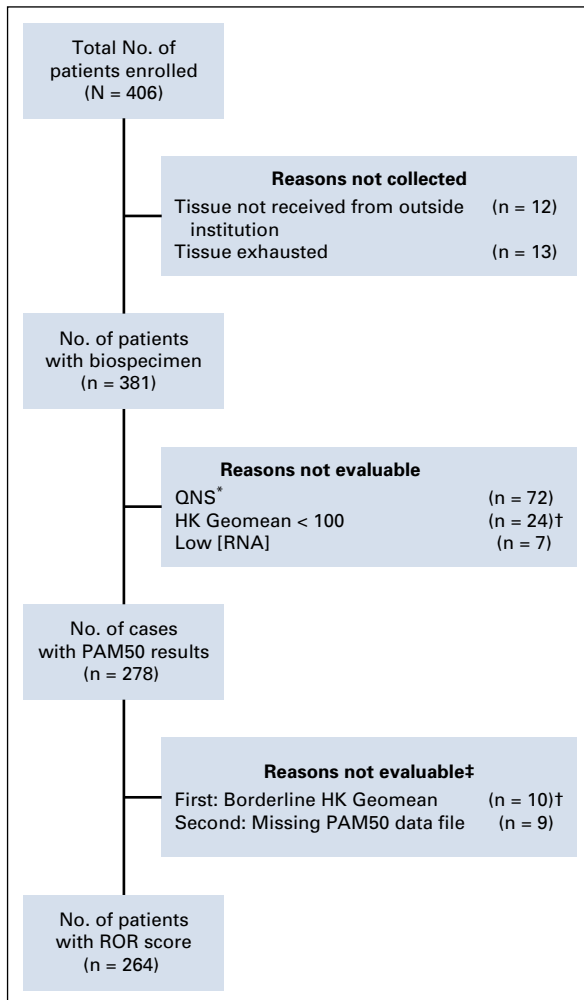 Total No. of
patients enrolled
(N = 406)
Reasons not collected
Tissue not received from outside (n = 12)
institution
Tissue exhausted (n = 13)
No. of patients
with biospecimen
(n = 381)
Reasons not evaluable
QNS* (n = 72)
HK Geomean < 100 (n = 24)†
Low [RNA] (n = 7)
No. of cases
with PAM50 results
(n = 278)
Reasons not evaluable‡
First: Borderline HK Geomean (n = 10)†
Second: Missing PAM50 data file (n = 9)
No. of patients
with ROR score
(n = 264)